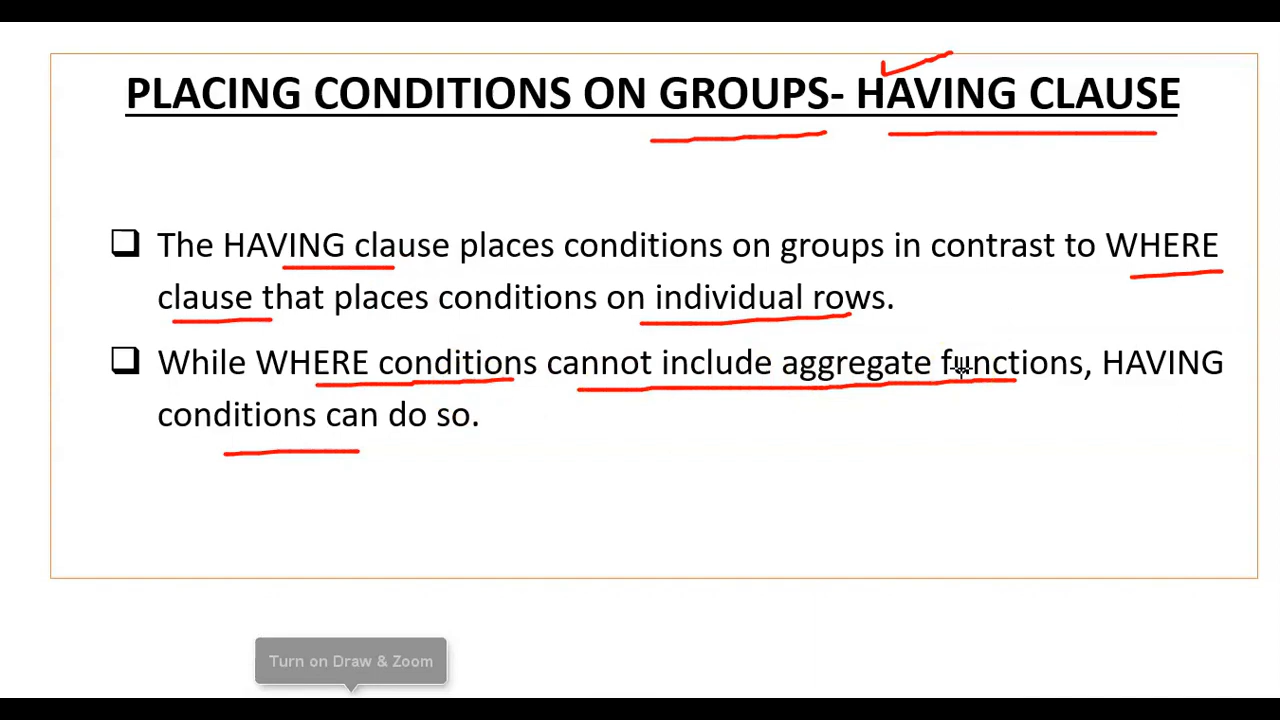 PLACING CONDITIONS ON GROUPS- HAVING CLAUSE
The HAVING clause places conditions on groups in contrast to WHERE
clause that places conditions on individual rows.
While WHERE conditions cannot include aggregate functions, HAVING
conditions can do so.
Turn on Draw & Zoom